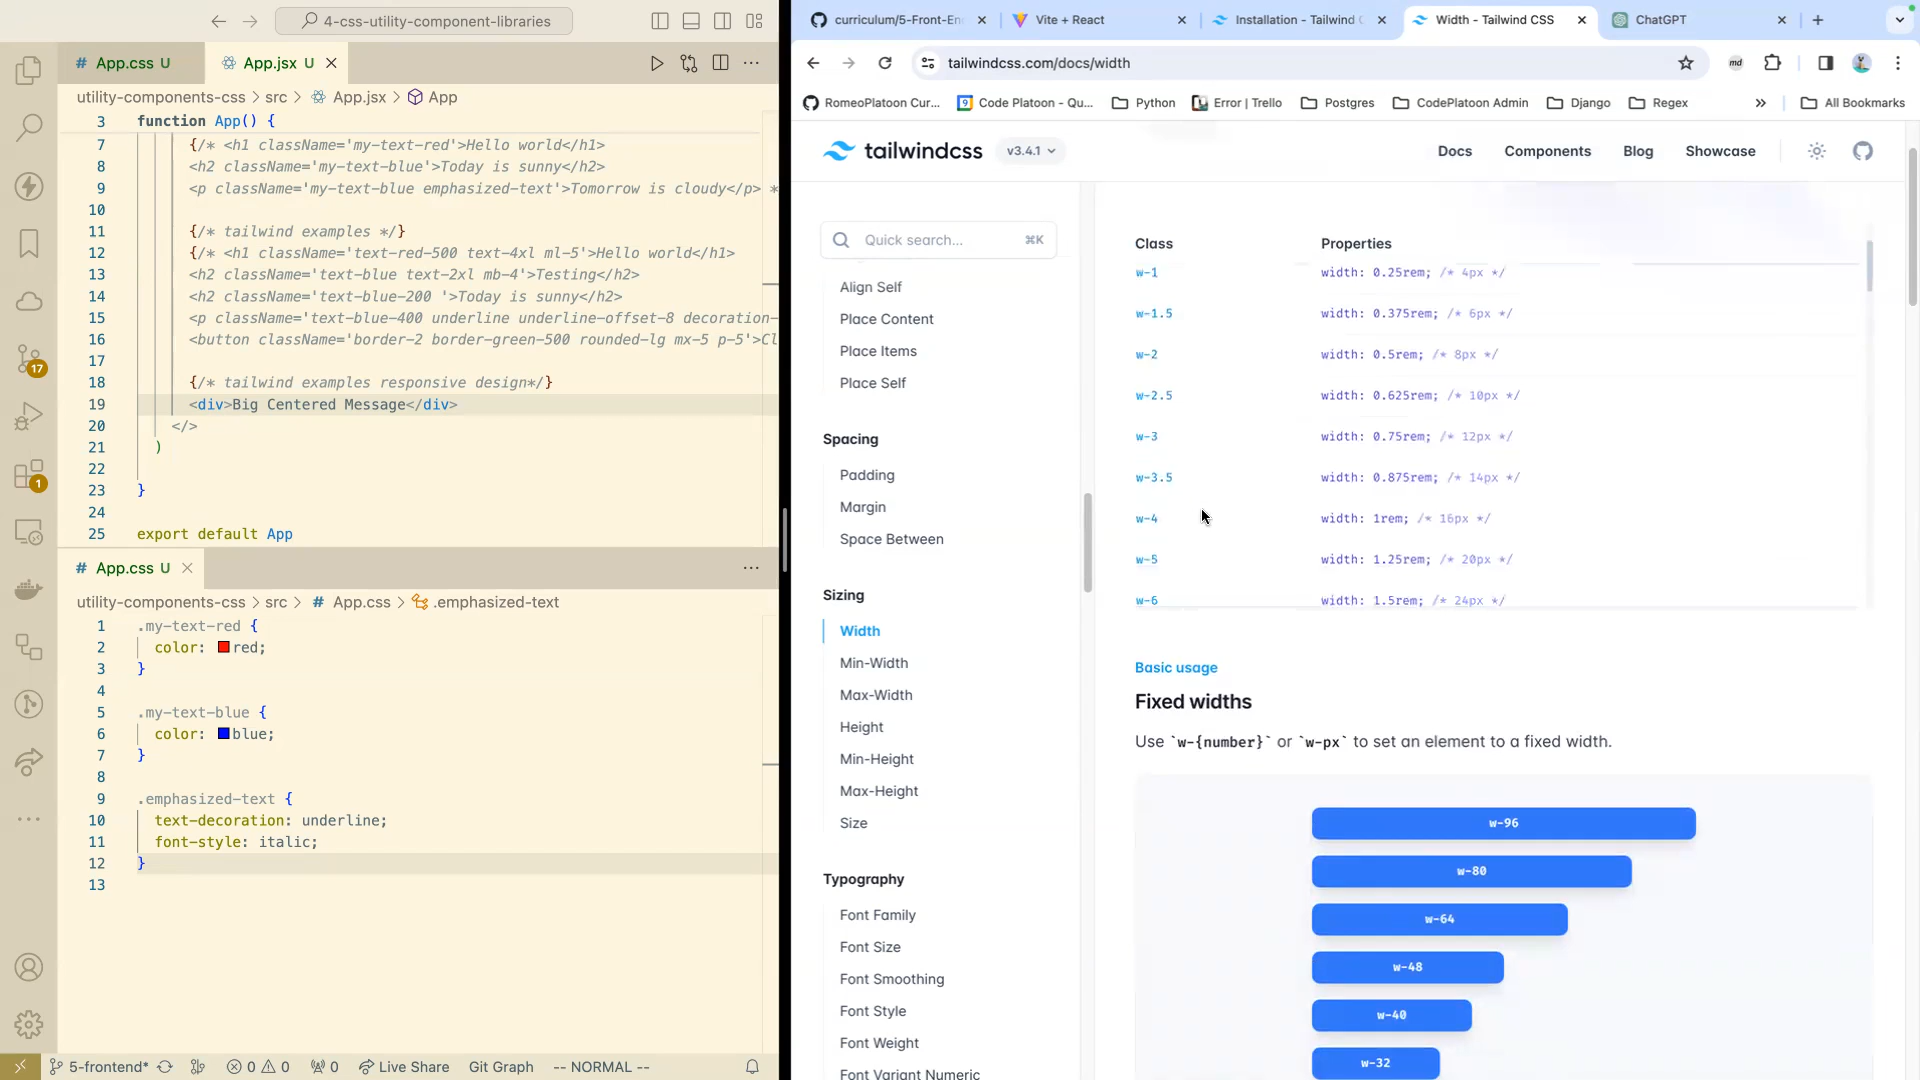 4-css-utility-component-libraries
# App.css U
App.jsx U
utility-components-css > src > App.jsx > App
3 function App() {
7 {/* <h1 className='my-text-red'>Hello world</h1>
8 <h2 className='my-text-blue'>Today is sunny</h2>
9 <p className='my-text-blue emphasized-text'>Tomorrow is cloudy</p> *
10
11 {/* tailwind examples */}
12 {/* <h1 className='text-red-500 text-4xl ml-5'>Hello world</h1>
13 <h2 className='text-blue text-2xl mb-4'>Testing</h2>
14 <h2 className='text-blue-200 '>Today is sunny</h2>
15 <p className='text-blue-400 underline underline-offset-8 decoration-
16 <button className='border-2 border-green-500 rounded-lg mx-5 p-5'>Cl
17
18 {/* tailwind examples responsive design*/}
19 <div>Big Centered Message</div>
20 </>
21 )
22
23 }
24
25 export default App
# App.css U
utility-components-css > src > # App.css > .emphasized-text
1 .my-text-red {
2 color: red;
3 }
4
5 .my-text-blue {
6 color: blue;
7 }
8
9 .emphasized-text {
10 text-decoration: underline;
11 font-style: italic;
12 }
13
17
1
5-frontend* 0 0 0 Live Share Git Graph -- NORMAL --
curriculum/5-Front-En
Vite + React
Installation - Tailwind C
Width - Tailwind CSS
ChatGPT
tailwindcss.com/docs/width
md
RomeoPlatoon Cur...
9 Code Platoon - Qu...
Python
Error | Trello
Postgres
CodePlatoon Admin
Django
Regex
»
All Bookmarks
tailwindcss v3.4.1
Docs Components Blog Showcase
Quick search... ⌘K
Align Self
Place Content
Place Items
Place Self
Spacing
Padding
Margin
Space Between
Sizing
Width
Min-Width
Max-Width
Height
Min-Height
Max-Height
Size
Typography
Font Family
Font Size
Font Smoothing
Font Style
Font Weight
Font Variant Numeric
Class Properties
w-1 width: 0.25rem; /* 4px */
w-1.5 width: 0.375rem; /* 6px */
w-2 width: 0.5rem; /* 8px */
w-2.5 width: 0.625rem; /* 10px */
w-3 width: 0.75rem; /* 12px */
w-3.5 width: 0.875rem; /* 14px */
w-4 width: 1rem; /* 16px */
w-5 width: 1.25rem; /* 20px */
w-6 width: 1.5rem; /* 24px */
Basic usage
Fixed widths
Use `w-{number}` or `w-px` to set an element to a fixed width.
w-96
w-80
w-64
w-48
w-40
w-32